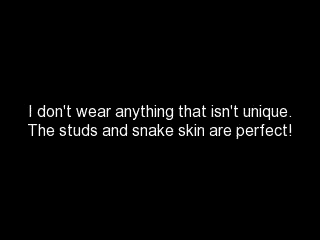 I don't wear anything that isn't unique.
The studs and snake skin are perfect!